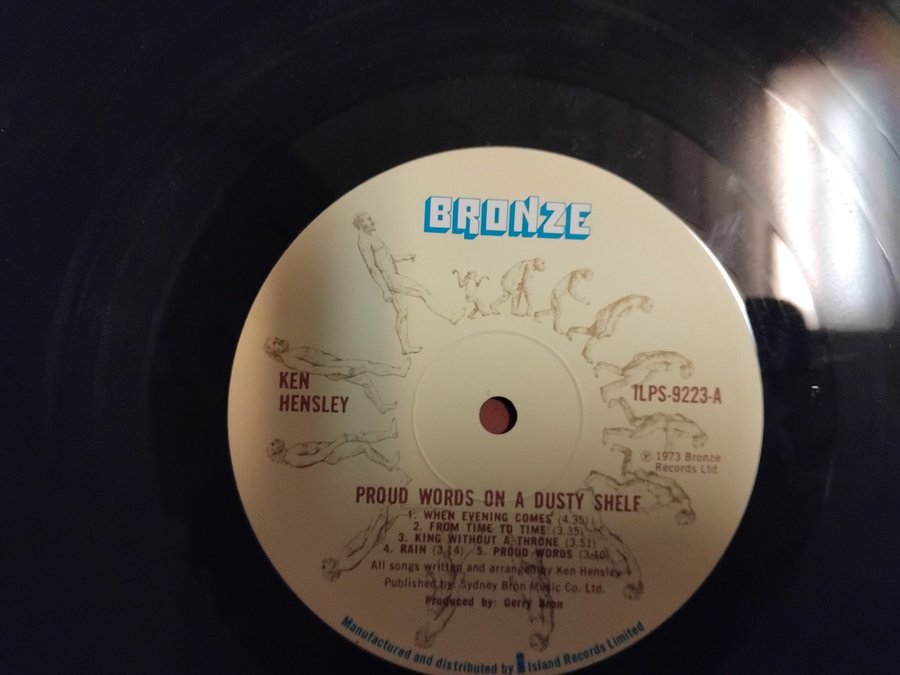 BRONZE
KEN
HENSLEY
ILPS-9223-A
℗ 1973 Bronze
Records Ltd.
PROUD WORDS ON A DUSTY SHELF
1. WHEN EVENING COMES (4.35)
2. FROM TIME TO TIME (3.35)
3. KING WITHOUT A THRONE (3.51)
4. RAIN (3.14) 5. PROUD WORDS (3.10)
All songs written and arranged by Ken Hensley
Published by: Sydney Bron Music Co. Ltd.
Produced by: Gerry Bron
Manufactured and distributed by Island Records Limited